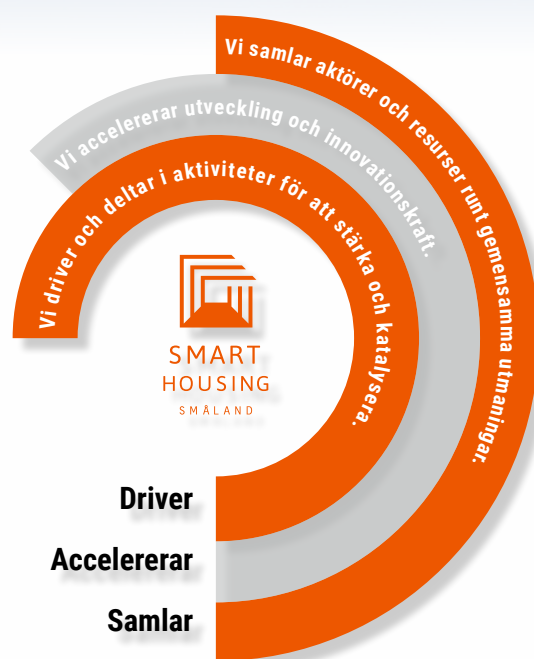 Vi samlar aktörer och resurser runt gemensamma utmaningar.
Vi accelererar utveckling och innovationskraft.
Vi driver och deltar i aktiviteter för att stärka och katalysera.
SMART
HOUSING
SMÅLAND
Driver
Accelererar
Samlar